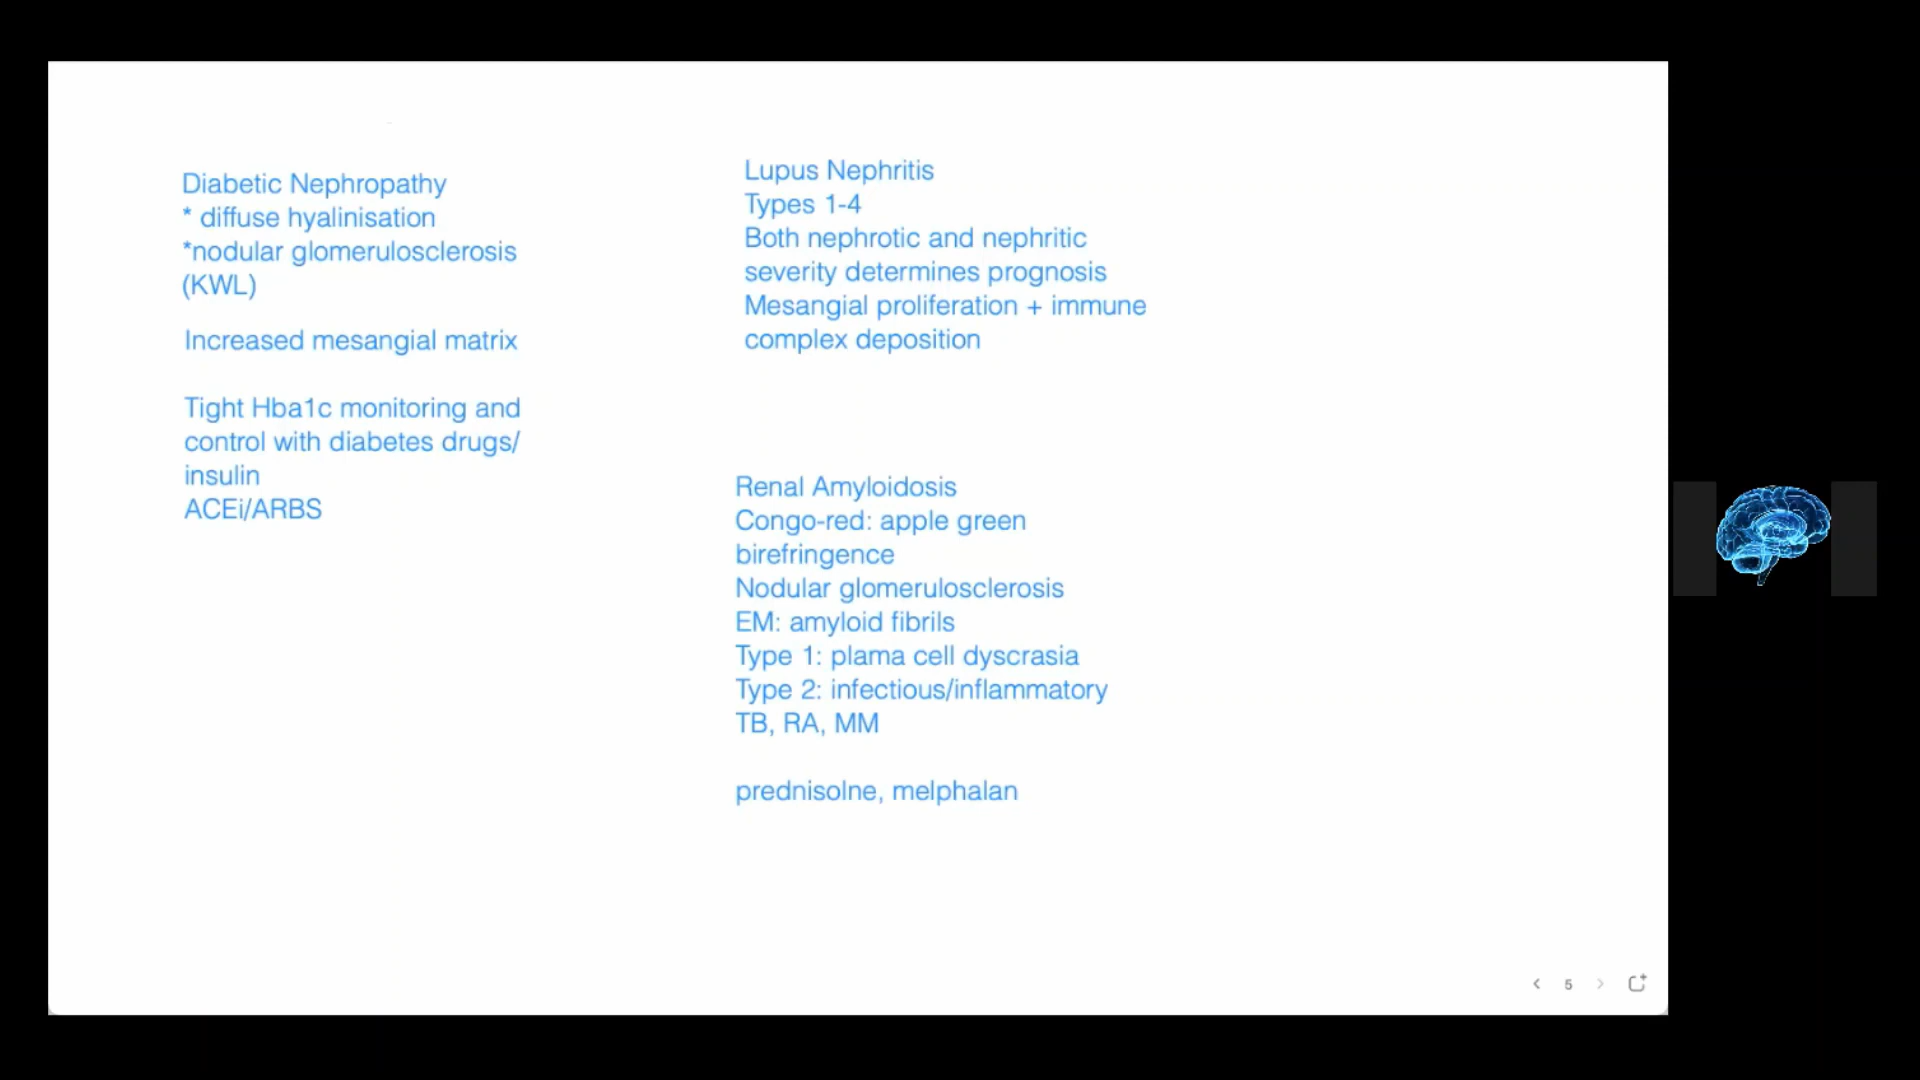 Diabetic Nephropathy
* diffuse hyalinisation
*nodular glomerulosclerosis
(KWL)
Increased mesangial matrix
Tight Hba1c monitoring and
control with diabetes drugs/
insulin
ACEi/ARBS
Lupus Nephritis
Types 1-4
Both nephrotic and nephritic
severity determines prognosis
Mesangial proliferation + immune
complex deposition
Renal Amyloidosis
Congo-red: apple green
birefringence
Nodular glomerulosclerosis
EM: amyloid fibrils
Type 1: plama cell dyscrasia
Type 2: infectious/inflammatory
TB, RA, MM
prednisolne, melphalan
5